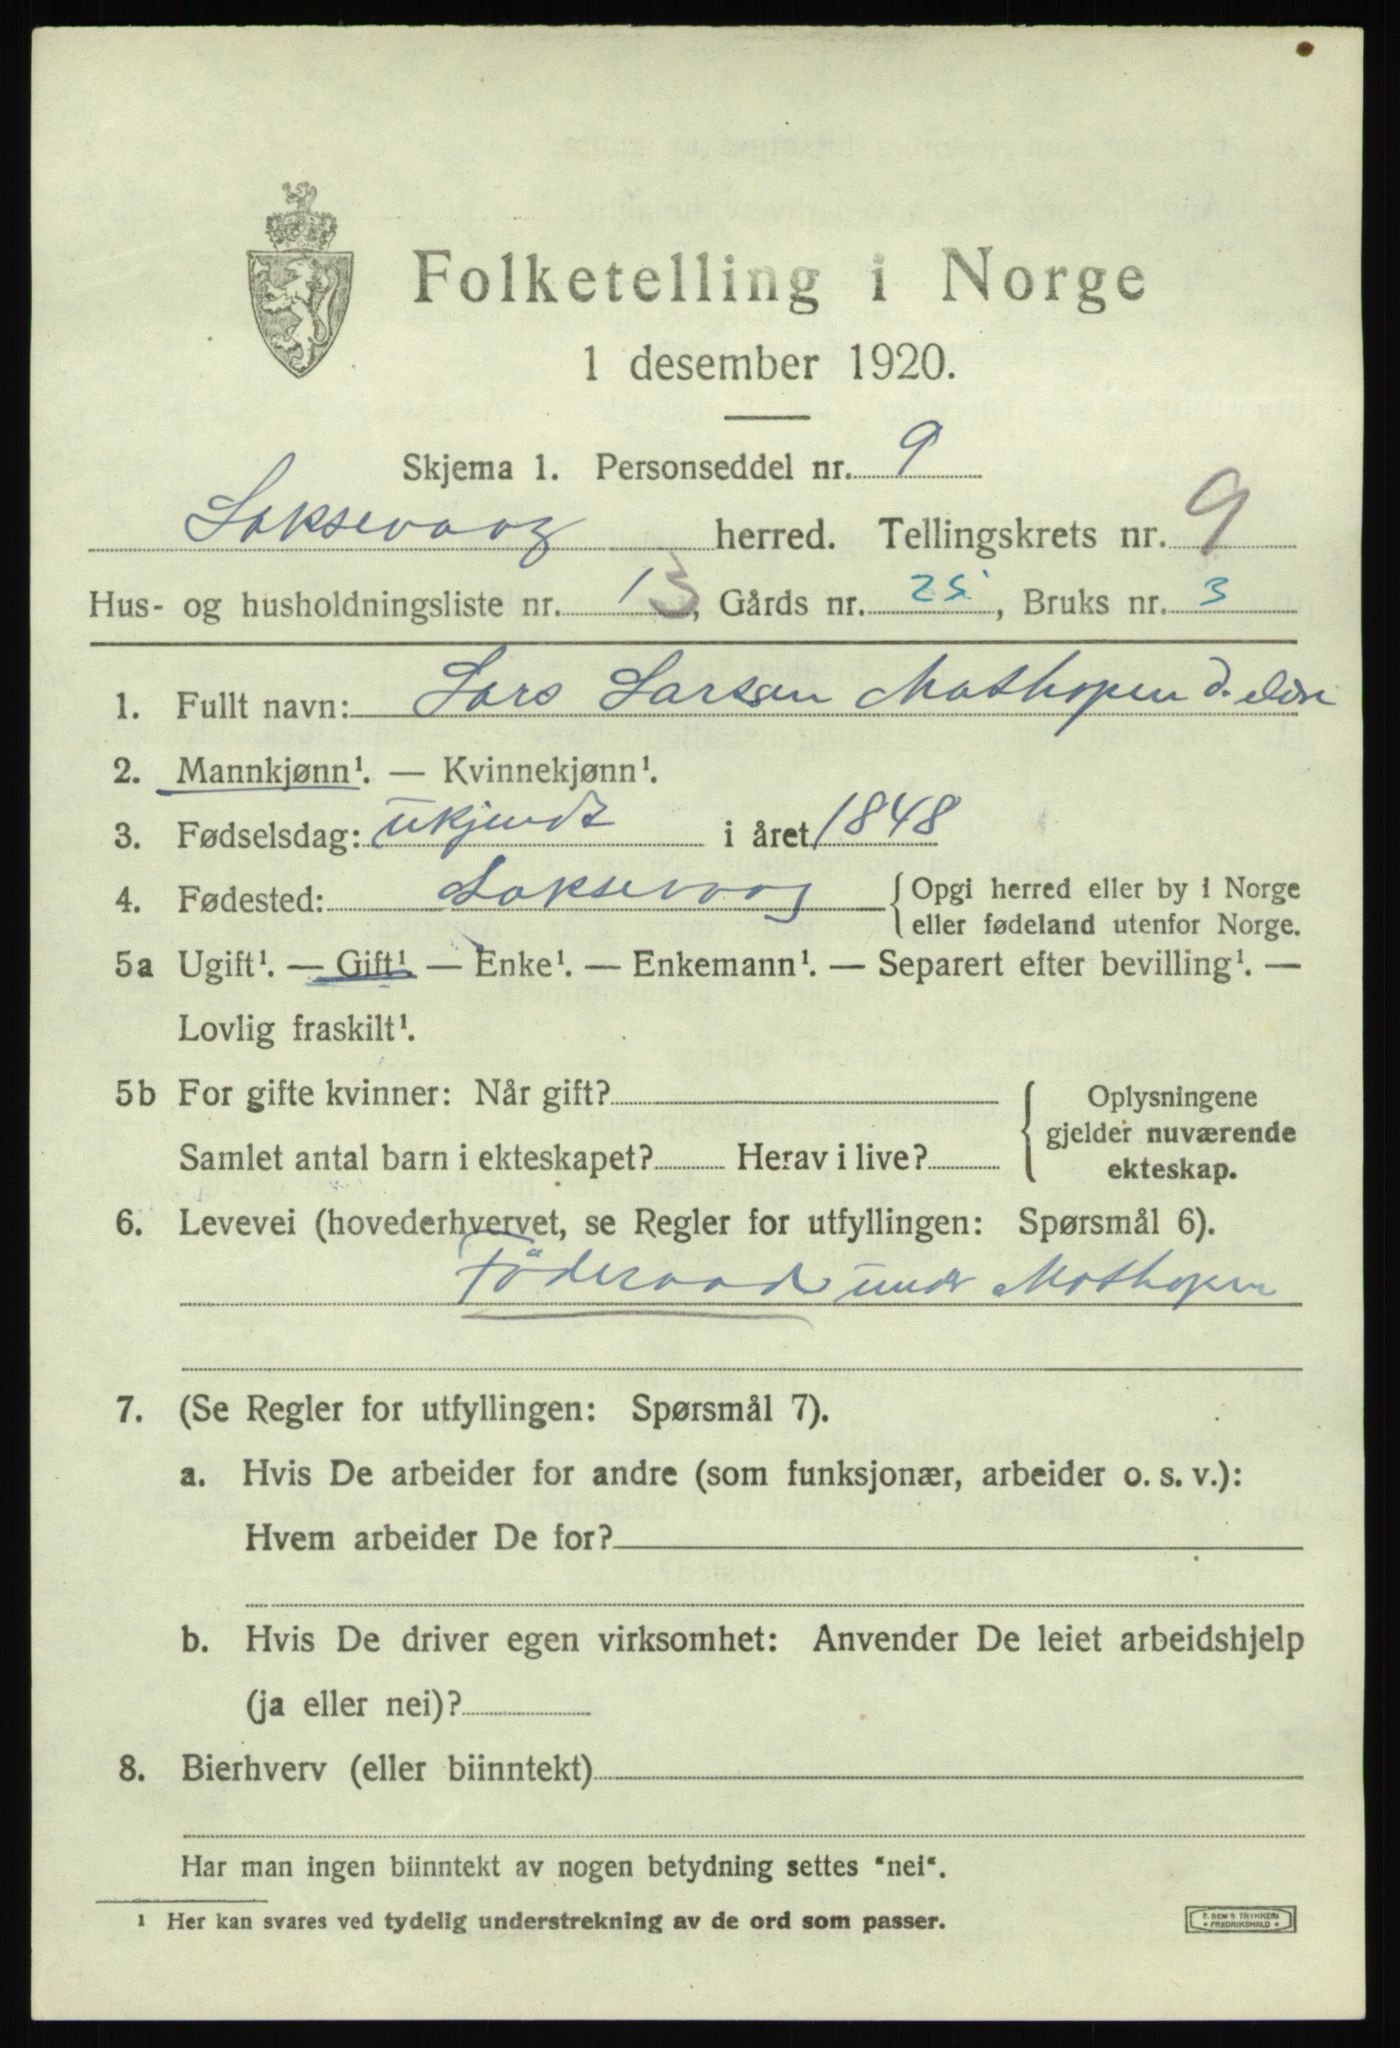 Folketelling i Norge
1 desember 1920.
Skjema 1. Personseddel nr. 9
Laksevaag herred. Tellingskrets nr. 9
Hus- og husholdningsliste nr. 13, Gårds nr. 25, Bruks nr. 3
1. Fullt navn: Lars Larsen Mathopen d. eldre
2. Mannkjønn¹. — Kvinnekjønn¹.
3. Fødselsdag: ukjendt i året 1848
4. Fødested: Laksevaag { Opgi herred eller by i Norge
eller fødeland utenfor Norge.
5a Ugift¹. — Gift¹ — Enke¹. — Enkemann¹. — Separert efter bevilling¹. —
Lovlig fraskilt¹.
5b For gifte kvinner: Når gift? { Oplysningene
gjelder nuværende
Samlet antal barn i ekteskapet? Herav i live? ekteskap.
6. Levevei (hovederhvervet, se Regler for utfyllingen: Spørsmål 6).
Föderaad under Mathopen
7. (Se Regler for utfyllingen: Spørsmål 7).
a. Hvis De arbeider for andre (som funksjonær, arbeider o. s. v.):
Hvem arbeider De for?
b. Hvis De driver egen virksomhet: Anvender De leiet arbeidshjelp
(ja eller nei)?
8. Bierhverv (eller biinntekt)
Har man ingen biinntekt av nogen betydning settes "nei".
¹ Her kan svares ved tydelig understrekning av de ord som passer.
E. SEM'S TRYKKERI
• FREDRIKSHALD •